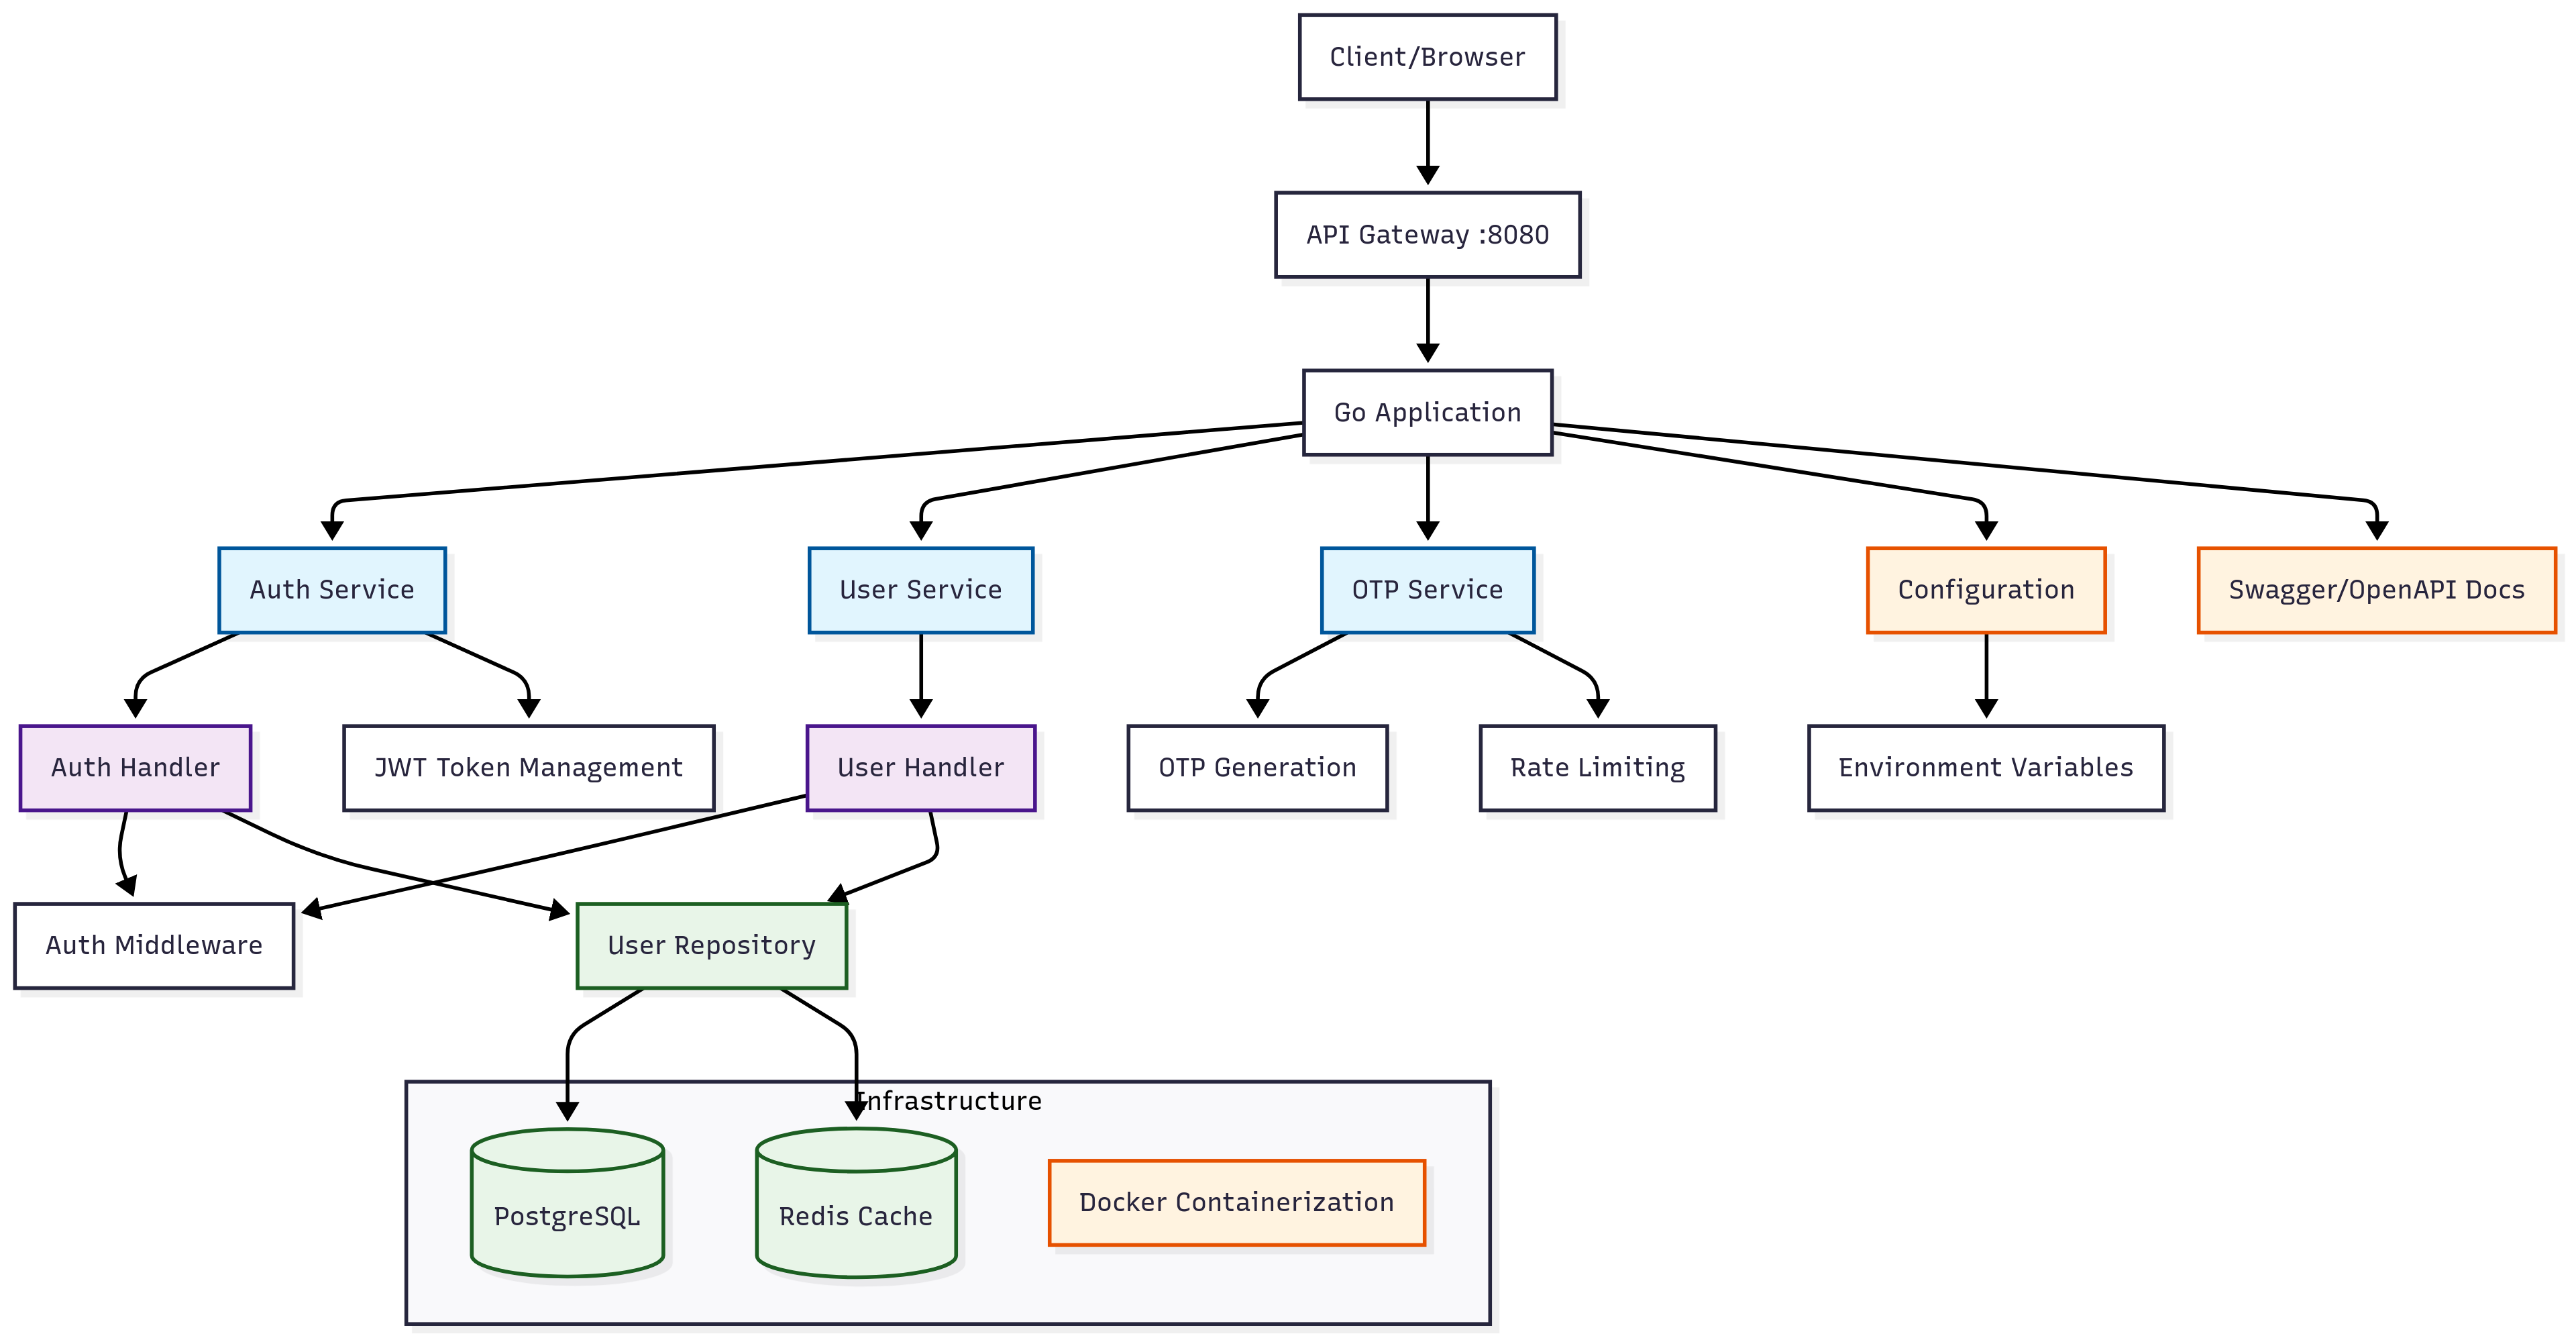 Client/Browser
API Gateway :8080
Go Application
Auth Service
User Service
OTP Service
Configuration
Swagger/OpenAPI Docs
Auth Handler
JWT Token Management
User Handler
OTP Generation
Rate Limiting
Environment Variables
Auth Middleware
User Repository
Infrastructure
PostgreSQL
Redis Cache
Docker Containerization